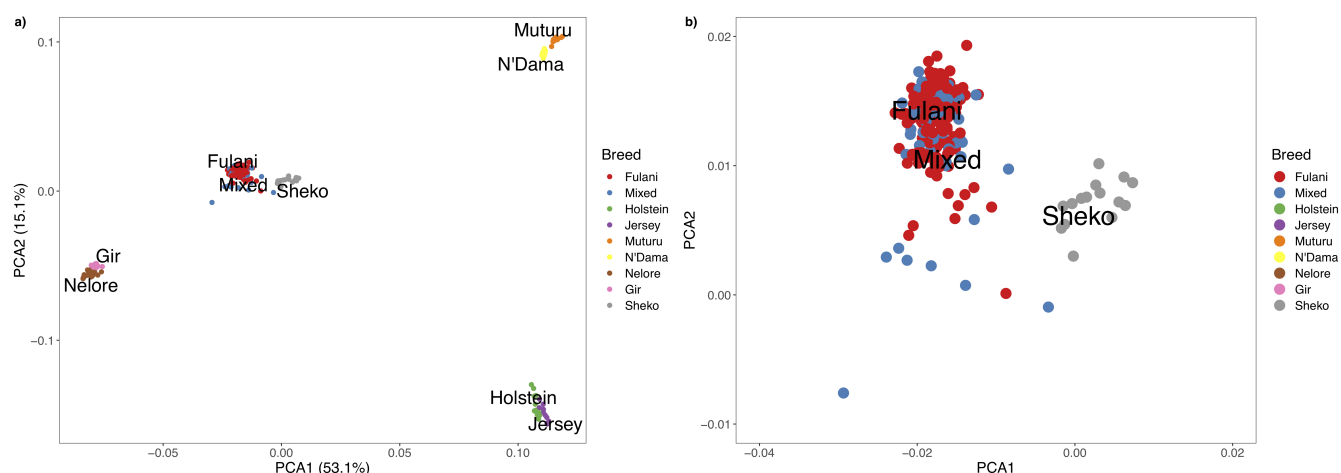 a)
PCA2 (15.1%)
0.1
0.0
−0.1
−0.05
0.00
0.05
0.10
PCA1 (53.1%)
Muturu
N'Dama
Fulani
Mixed
Sheko
Gir
Nelore
Holstein
Jersey
Breed
Fulani
Mixed
Holstein
Jersey
Muturu
N'Dama
Nelore
Gir
Sheko
b)
PCA2
0.02
0.01
0.00
−0.01
−0.04
−0.02
0.00
0.02
PCA1
Fulani
Mixed
Sheko
Breed
Fulani
Mixed
Holstein
Jersey
Muturu
N'Dama
Nelore
Gir
Sheko